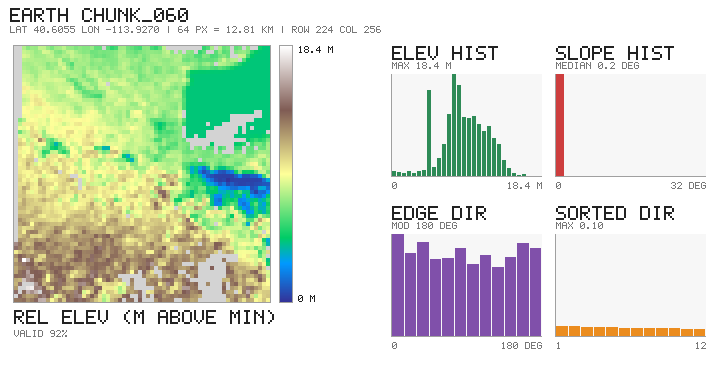 EARTH CHUNK_060
LAT 40.6055 LON -113.9270 | 64 PX = 12.81 KM | ROW 224 COL 256
18.4 M
0 M
REL ELEV (M ABOVE MIN)
VALID 92%
ELEV HIST
MAX 18.4 M
0 18.4 M
SLOPE HIST
MEDIAN 0.2 DEG
0 32 DEG
EDGE DIR
MOD 180 DEG
0 180 DEG
SORTED DIR
MAX 0.10
1 12